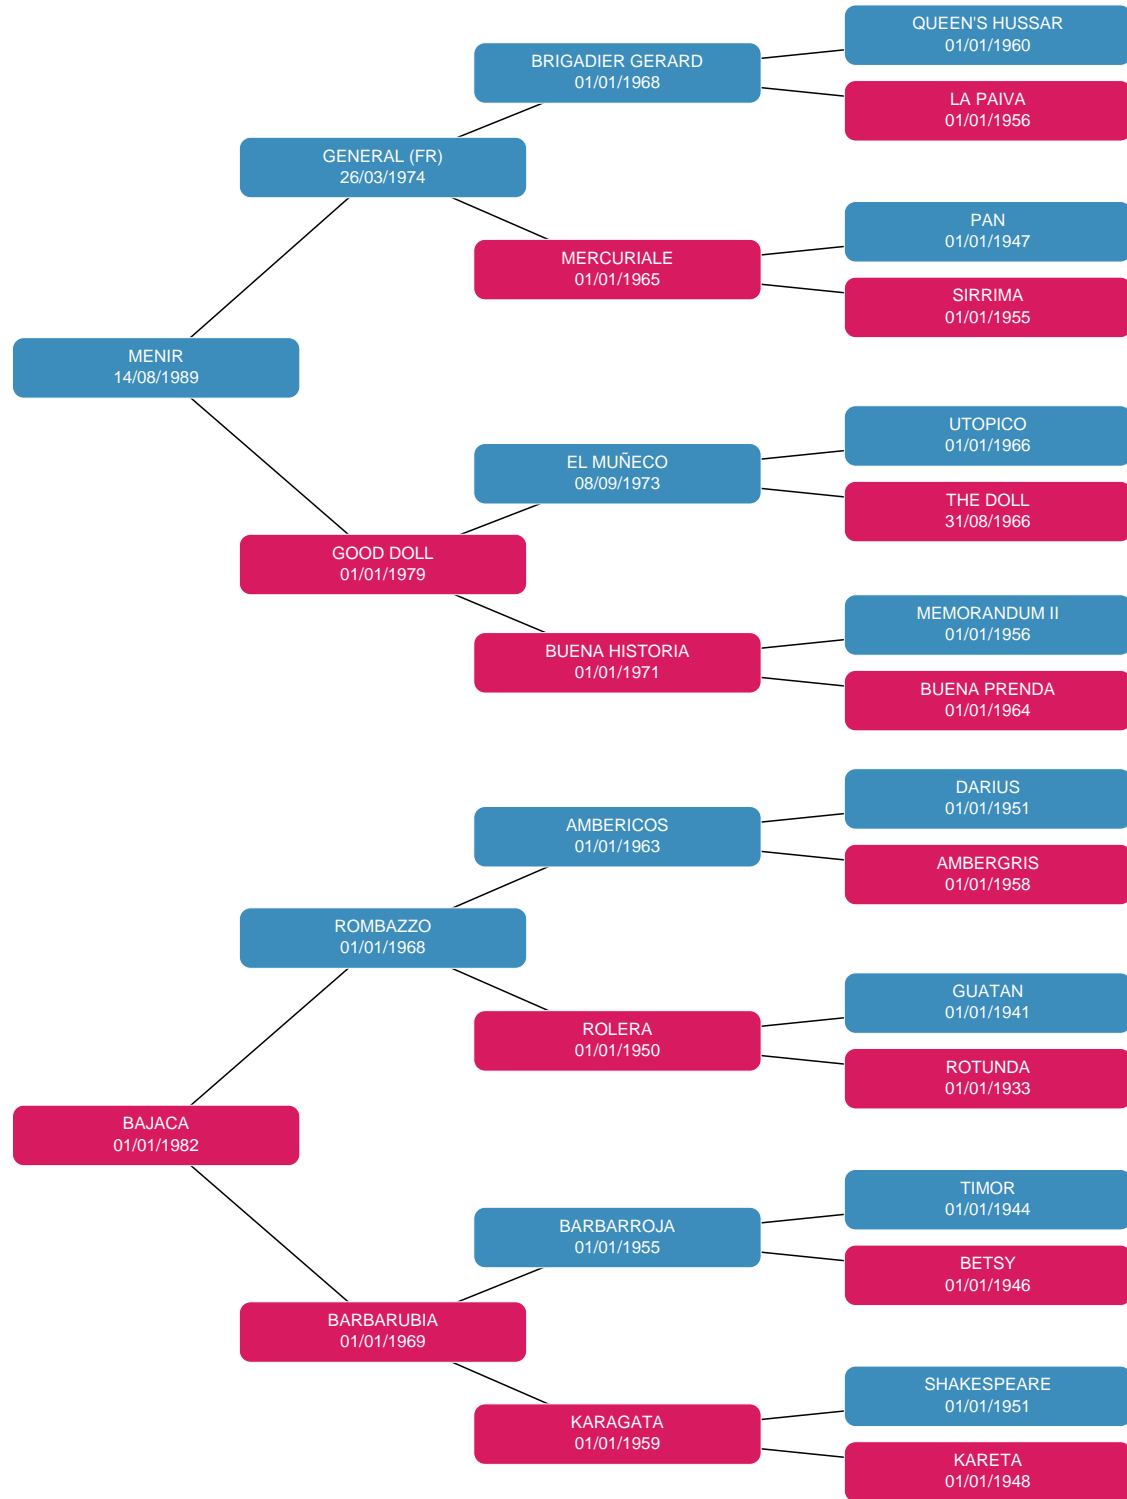 QUEEN'S HUSSAR
01/01/1960
BRIGADIER GERARD
01/01/1968
LA PAIVA
01/01/1956
GENERAL (FR)
26/03/1974
PAN
01/01/1947
MERCURIALE
01/01/1965
SIRRIMA
01/01/1955
MENIR
14/08/1989
UTOPICO
01/01/1966
EL MUÑECO
08/09/1973
THE DOLL
31/08/1966
GOOD DOLL
01/01/1979
MEMORANDUM II
01/01/1956
BUENA HISTORIA
01/01/1971
BUENA PRENDA
01/01/1964
DARIUS
01/01/1951
AMBERICOS
01/01/1963
AMBERGRIS
01/01/1958
ROMBAZZO
01/01/1968
GUATAN
01/01/1941
ROLERA
01/01/1950
ROTUNDA
01/01/1933
BAJACA
01/01/1982
TIMOR
01/01/1944
BARBARROJA
01/01/1955
BETSY
01/01/1946
BARBARUBIA
01/01/1969
SHAKESPEARE
01/01/1951
KARAGATA
01/01/1959
KARETA
01/01/1948